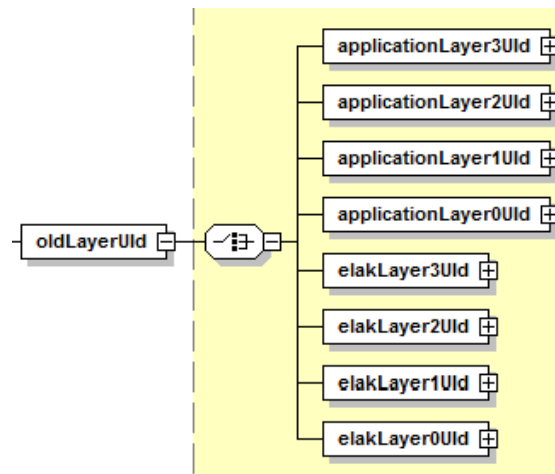 applicationLayer3UId
applicationLayer2UId
applicationLayer1UId
applicationLayer0UId
oldLayerUId
elakLayer3UId
elakLayer2UId
elakLayer1UId
elakLayer0UId